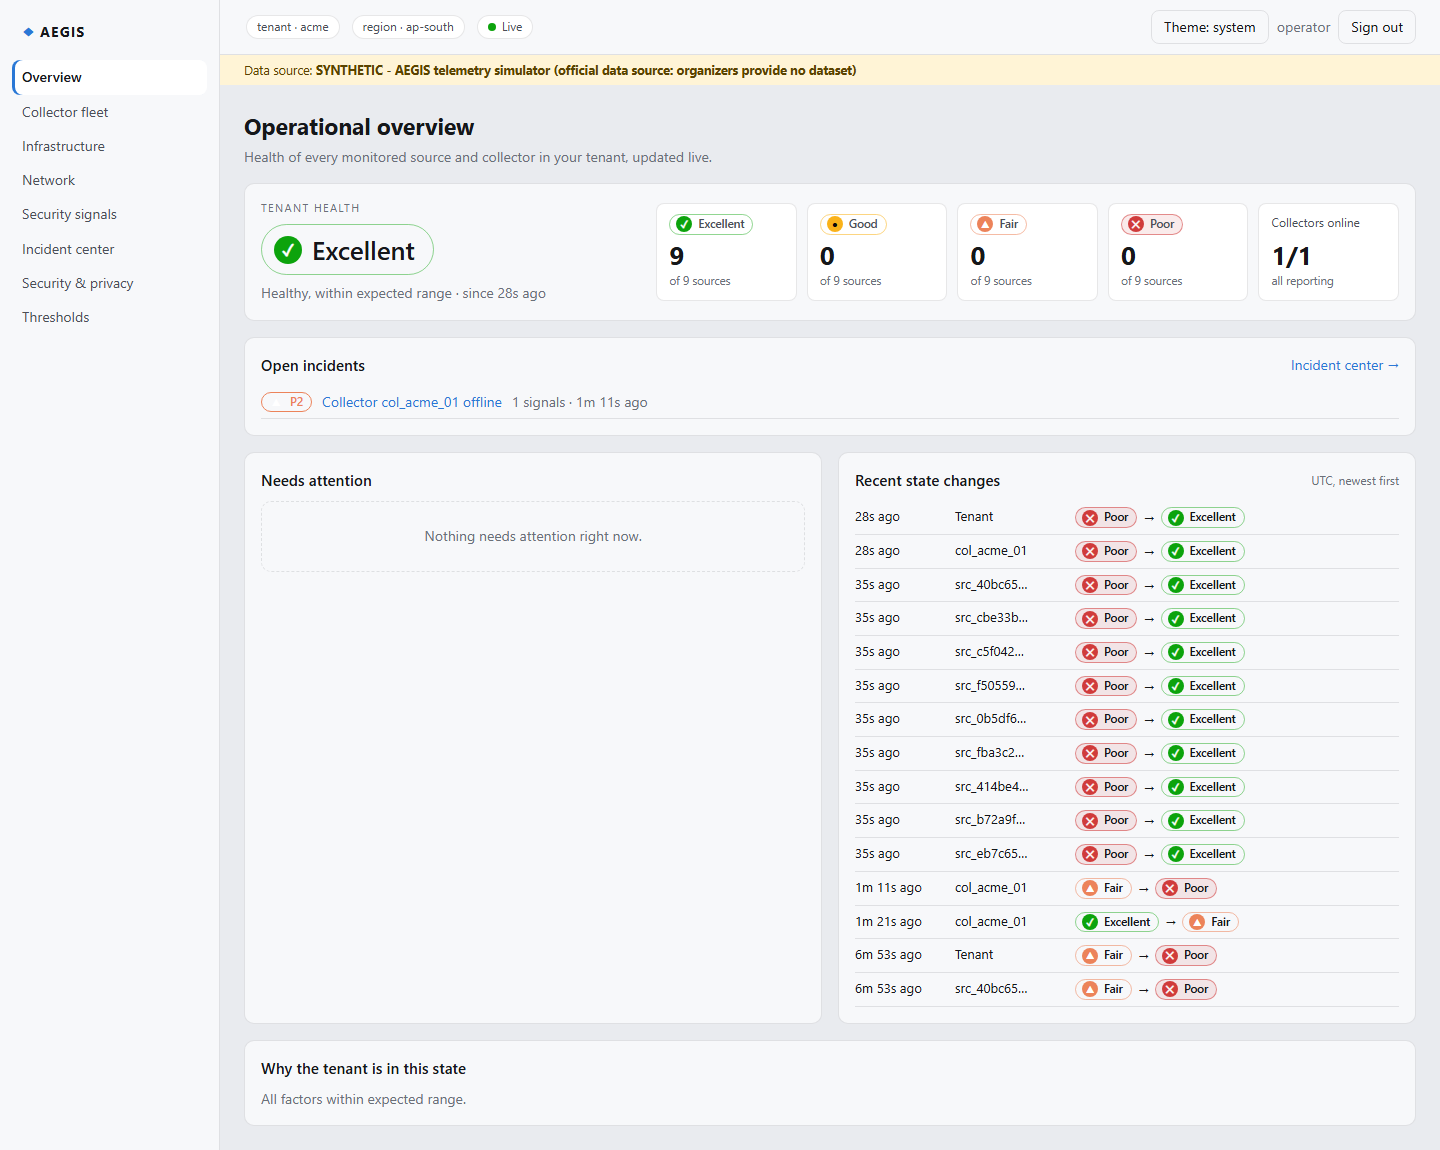 AEGIS
Overview
Collector fleet
Infrastructure
Network
Security signals
Incident center
Security & privacy
Thresholds
tenant · acme
region · ap-south
Live
Theme: system
operator
Sign out
Data source: SYNTHETIC - AEGIS telemetry simulator (official data source: organizers provide no dataset)
Operational overview
Health of every monitored source and collector in your tenant, updated live.
TENANT HEALTH
Excellent
Healthy, within expected range · since 28s ago
Excellent
9
of 9 sources
Good
0
of 9 sources
Fair
0
of 9 sources
Poor
0
of 9 sources
Collectors online
1/1
all reporting
Open incidents
Incident center →
P2 Collector col_acme_01 offline 1 signals · 1m 11s ago
Needs attention
Nothing needs attention right now.
Recent state changes
UTC, newest first
28s ago Tenant Poor → Excellent
28s ago col_acme_01 Poor → Excellent
35s ago src_40bc65... Poor → Excellent
35s ago src_cbe33b... Poor → Excellent
35s ago src_c5f042... Poor → Excellent
35s ago src_f50559... Poor → Excellent
35s ago src_0b5df6... Poor → Excellent
35s ago src_fba3c2... Poor → Excellent
35s ago src_414be4... Poor → Excellent
35s ago src_b72a9f... Poor → Excellent
35s ago src_eb7c65... Poor → Excellent
1m 11s ago col_acme_01 Fair → Poor
1m 21s ago col_acme_01 Excellent → Fair
6m 53s ago Tenant Fair → Poor
6m 53s ago src_40bc65... Fair → Poor
Why the tenant is in this state
All factors within expected range.